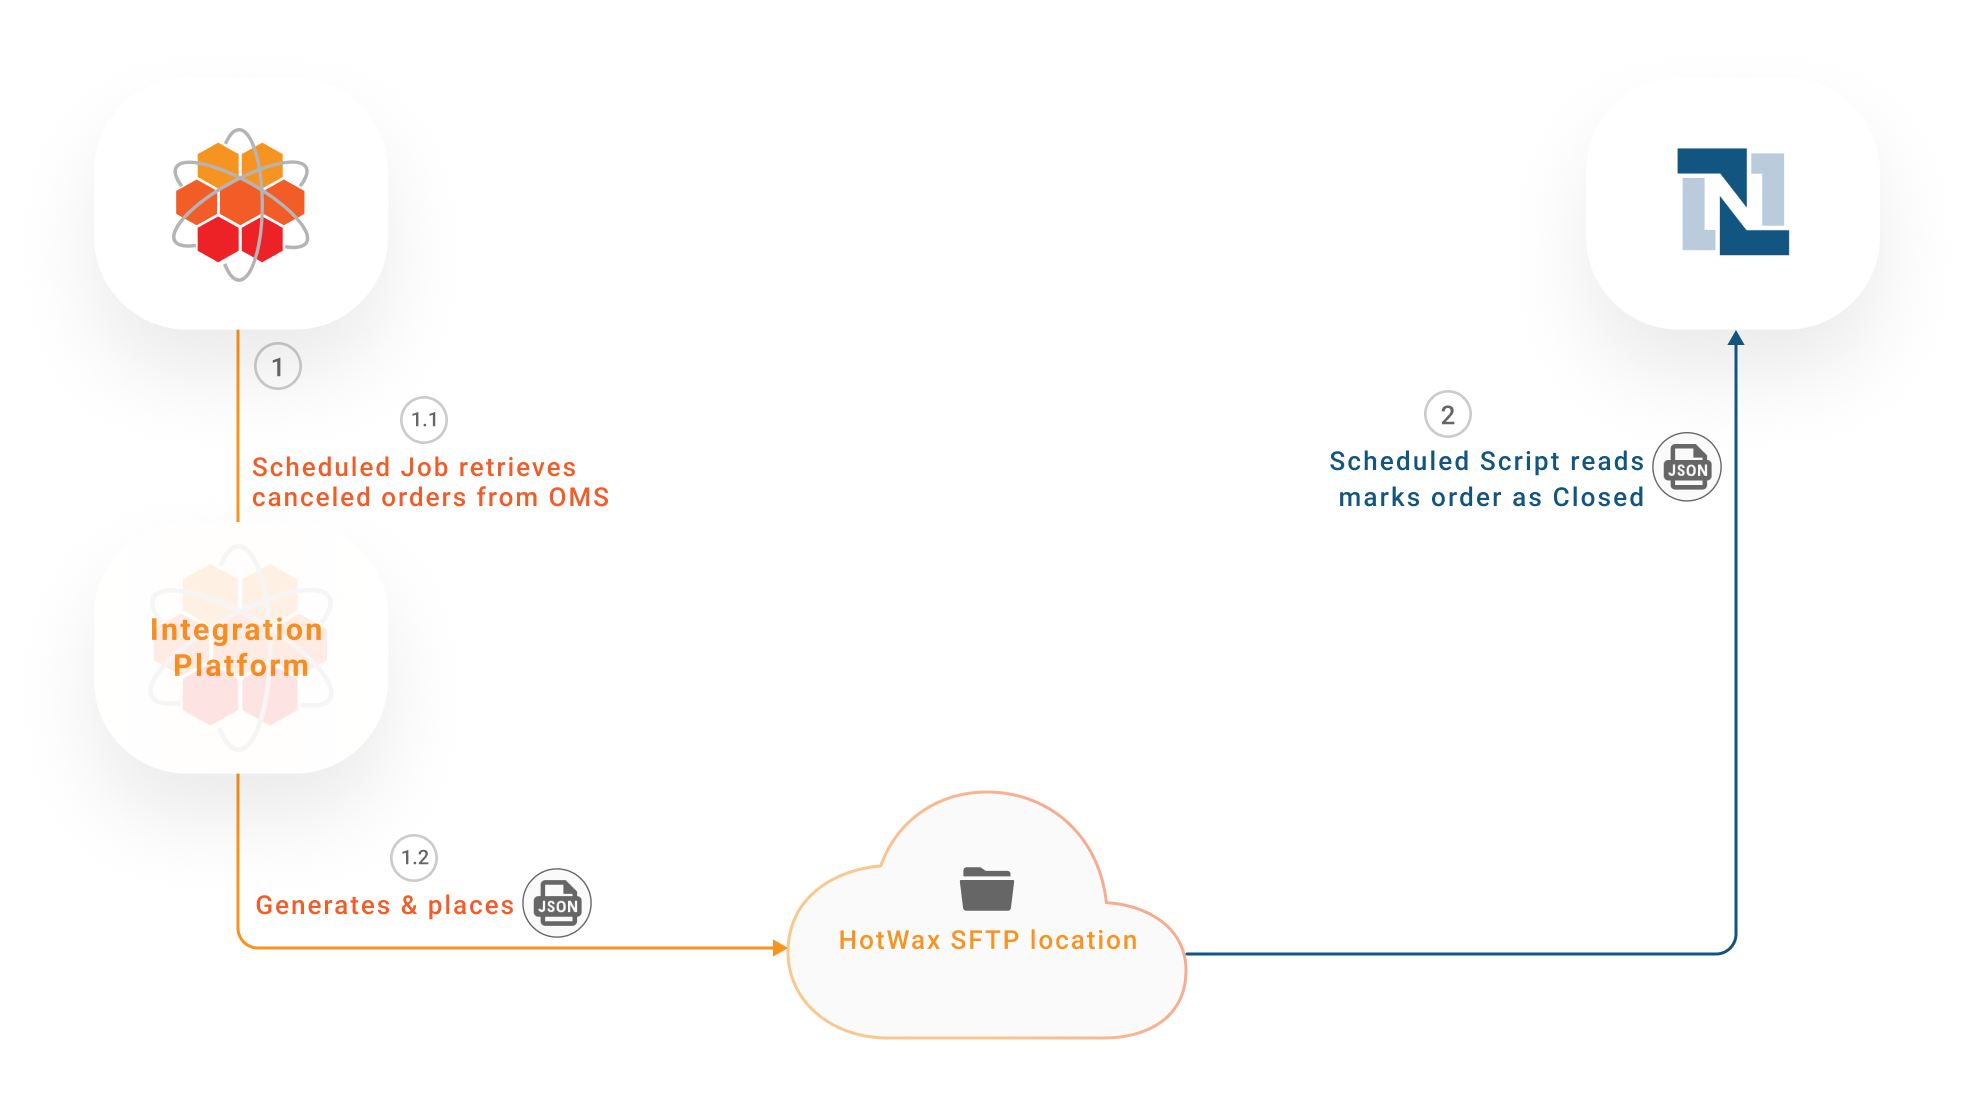 1
1.1
Scheduled Job retrieves
canceled orders from OMS
Integration
Platform
1.2
Generates & places
JSON
HotWax SFTP location
2
Scheduled Script reads
JSON
marks order as Closed
N